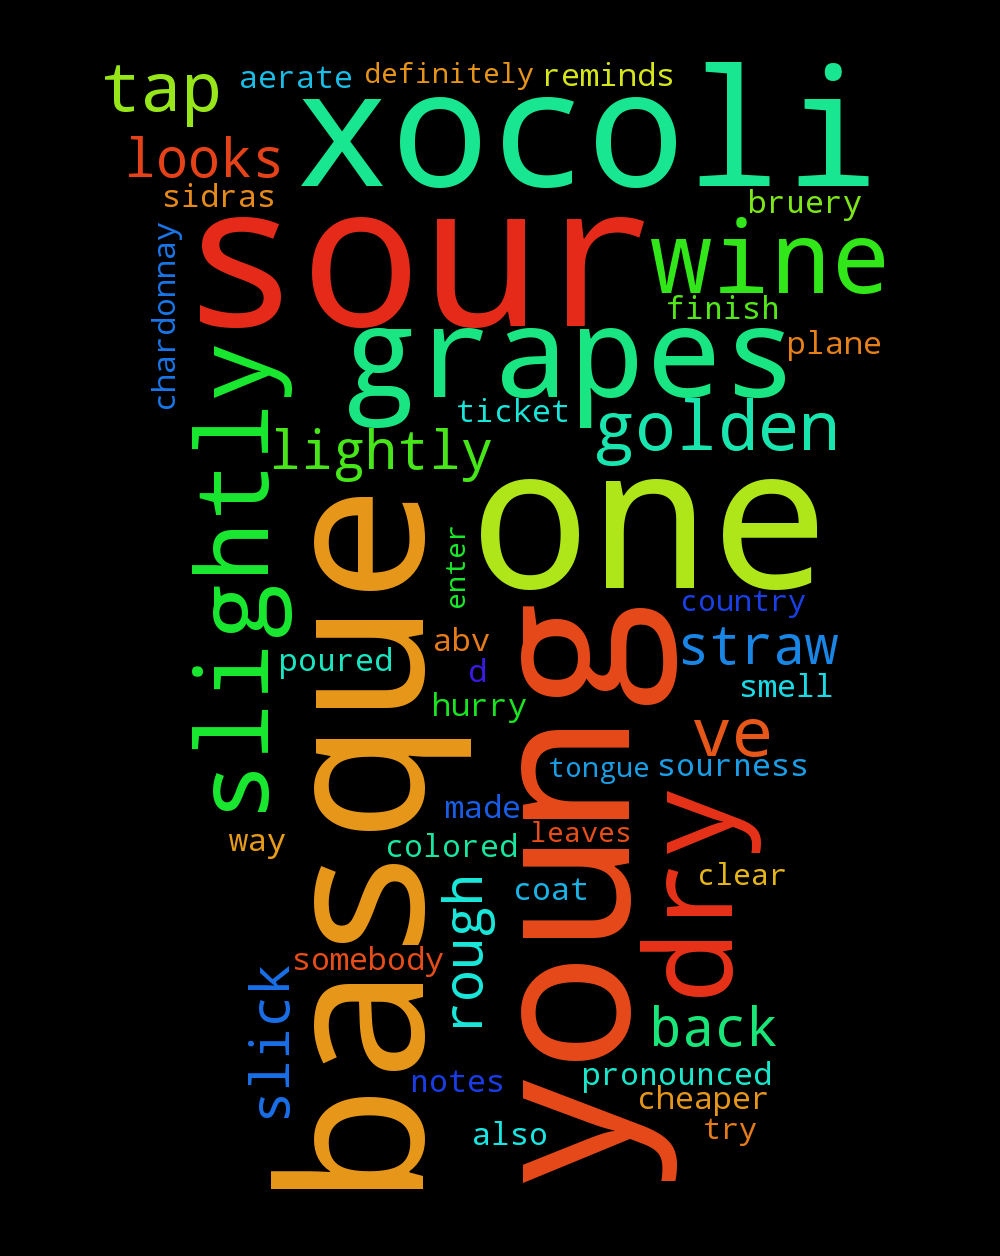 tap
aerate
definitely
reminds
xocoli
looks
sidras
bruery
sour
wine
chardonnay
finish
grapes
plane
slightly
ticket
golden
lightly
one
basque
enter
country
young
abv
straw
poured
d
smell
hurry
ve
tongue
sourness
made
dry
way
colored
leaves
clear
rough
coat
somebody
slick
back
notes
pronounced
cheaper
also
try